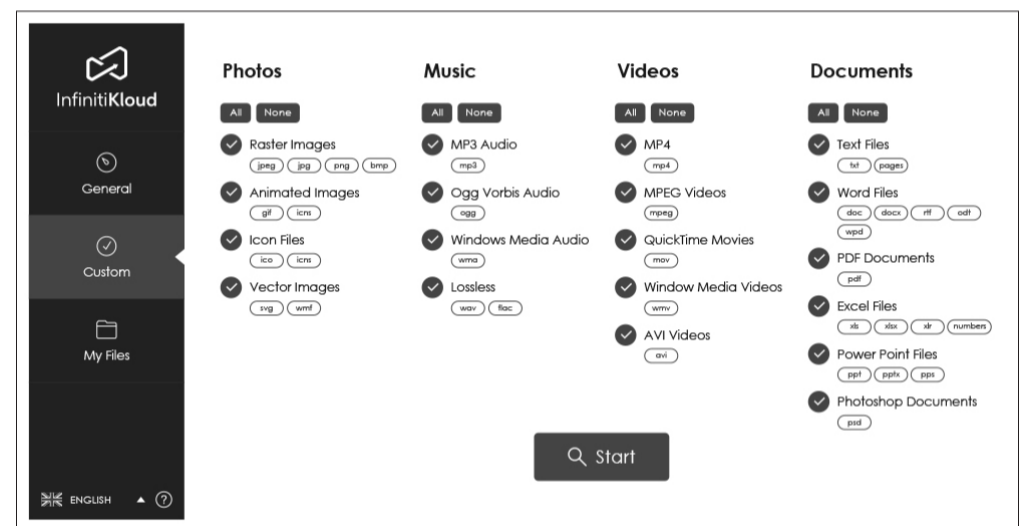 InfinitiKloud
General
Custom
My Files
ENGLISH
?
Photos
All None
Raster Images
jpeg jpg png bmp
Animated Images
gif icns
Icon Files
ico icns
Vector Images
svg wmf
Music
All None
MP3 Audio
mp3
Ogg Vorbis Audio
ogg
Windows Media Audio
wma
Lossless
wav flac
Videos
All None
MP4
mp4
MPEG Videos
mpeg
QuickTime Movies
mov
Window Media Videos
wmv
AVI Videos
avi
Documents
All None
Text Files
txt pages
Word Files
doc docx rtf odt
wpd
PDF Documents
pdf
Excel Files
xls xlsx xlr numbers
Power Point Files
ppt pptx pps
Photoshop Documents
psd
Start